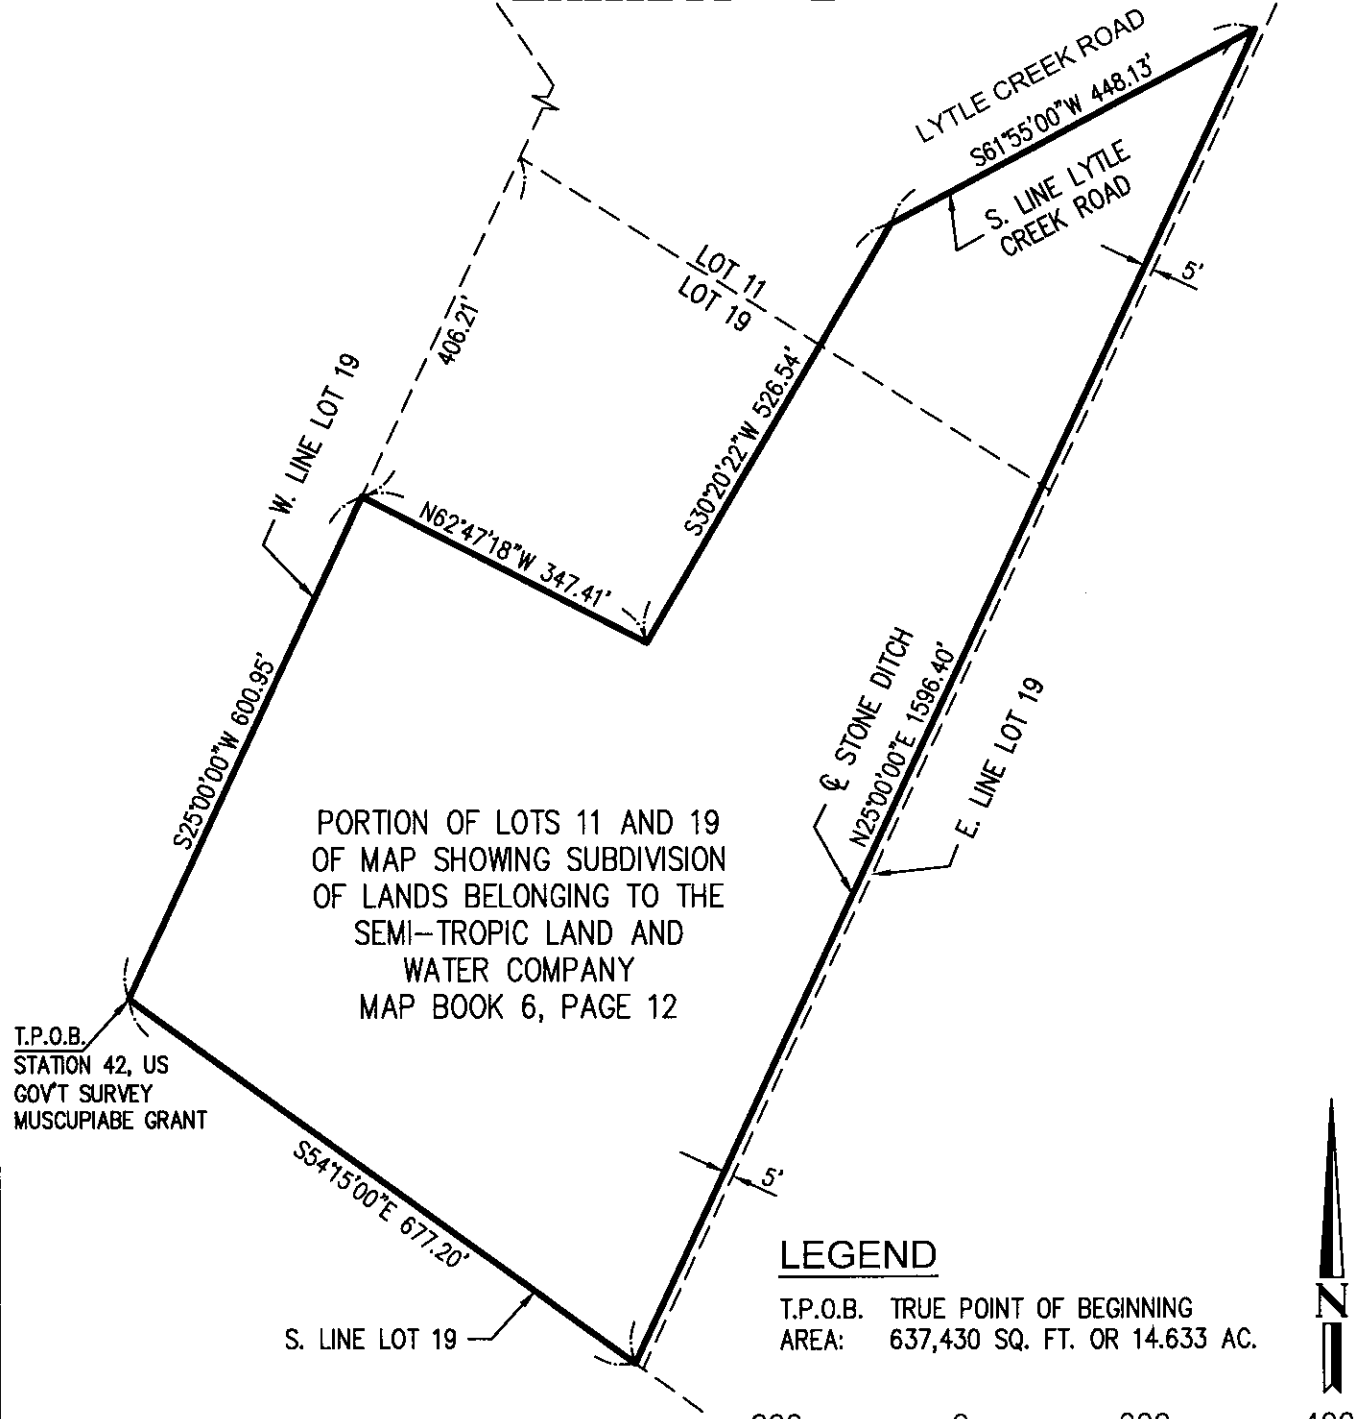 LYTLE CREEK ROAD
S61°55'00"W 448.13'
S. LINE LYTLE
CREEK ROAD
5'
LOT 11
LOT 19
406.21'
W. LINE LOT 19
S30°20'22"W 526.54'
N62°47'18"W 347.41'
S25°00'00"W 600.95'
℄ STONE DITCH
N25°00'00"E 1596.40'
E. LINE LOT 19
PORTION OF LOTS 11 AND 19
OF MAP SHOWING SUBDIVISION
OF LANDS BELONGING TO THE
SEMI-TROPIC LAND AND
WATER COMPANY
MAP BOOK 6, PAGE 12
T.P.O.B.
STATION 42, US
GOV'T SURVEY
MUSCUPIABE GRANT
S54°15'00"E 677.20'
5'
S. LINE LOT 19
LEGEND
T.P.O.B. TRUE POINT OF BEGINNING
AREA: 637,430 SQ. FT. OR 14.633 AC.
N